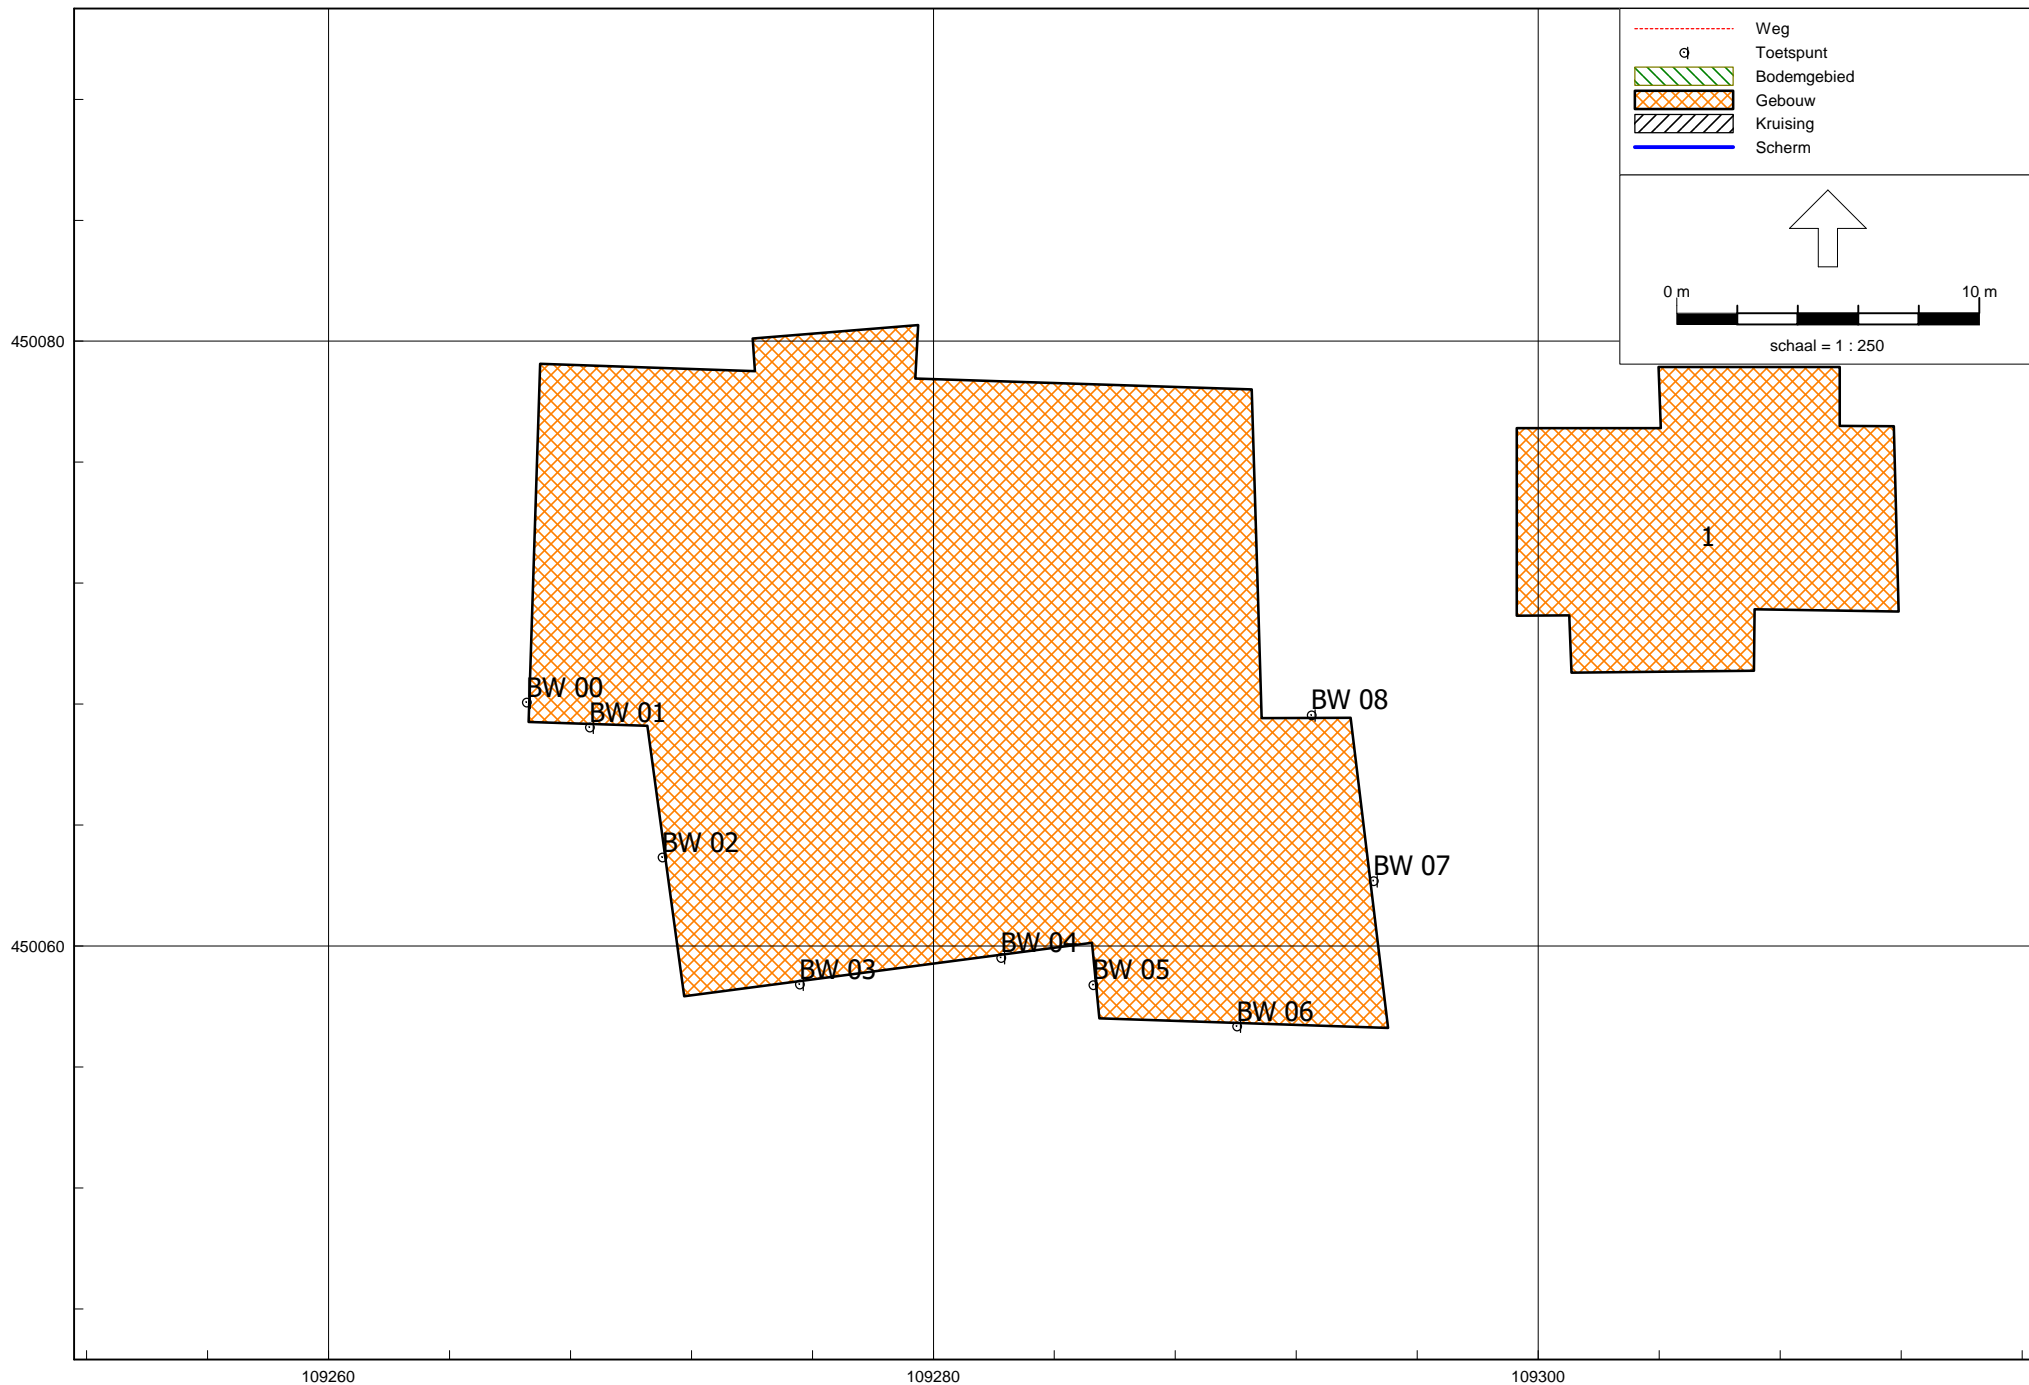 Weg
Toetspunt
Bodemgebied
Gebouw
Kruising
Scherm
0 m 10 m
schaal = 1 : 250
450080
1
BW 00
BW 01
BW 08
BW 02
BW 07
450060
BW 04
BW 03
BW 05
BW 06
109260 109280 109300